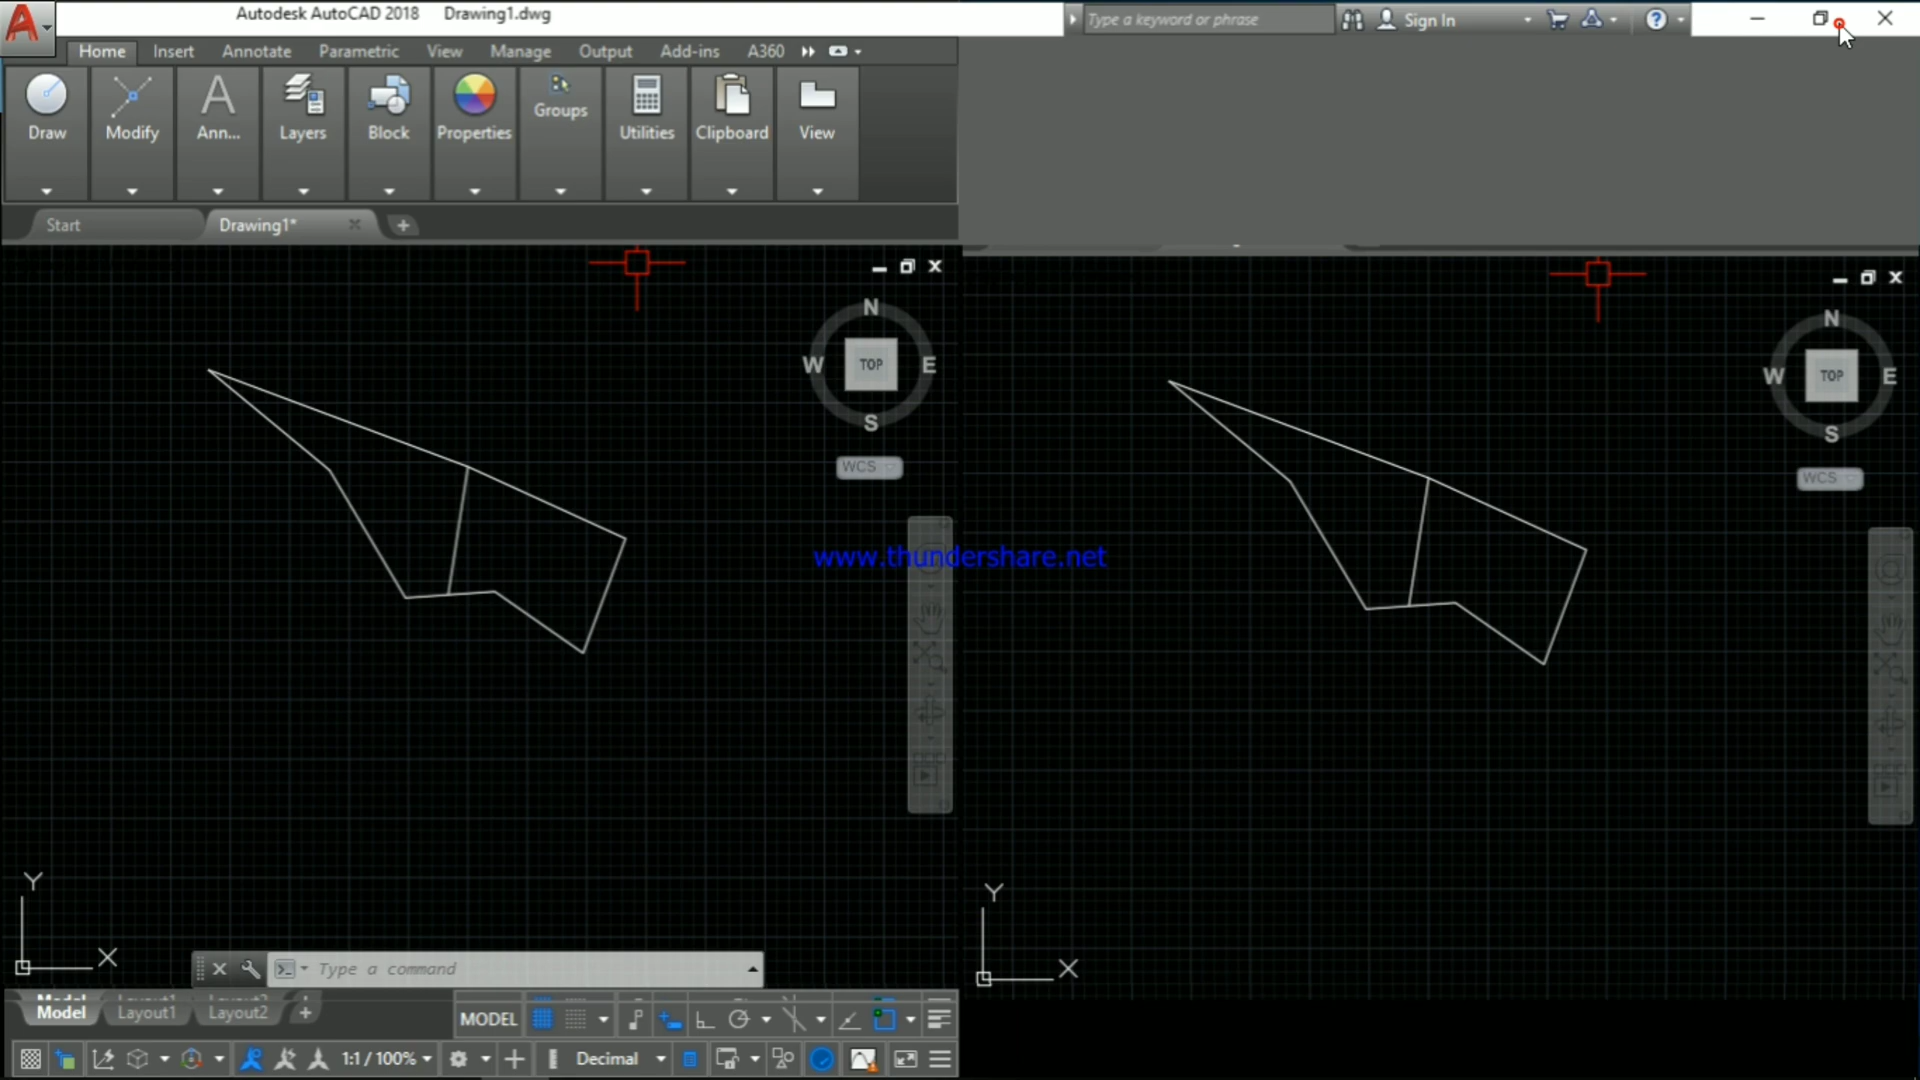 Autodesk AutoCAD 2018 Drawing1.dwg
Type a keyword or phrase
Sign In
Home Insert Annotate Parametric View Manage Output Add-ins A360
Draw Modify Ann... Layers Block Properties Groups Utilities Clipboard View
Start Drawing1*
N
W TOP E
S
WCS
N
W TOP E
S
WCS
www.thundershare.net
Y
X
Y
X
Type a command
Model Layout1 Layout2
MODEL
1:1 / 100% Decimal